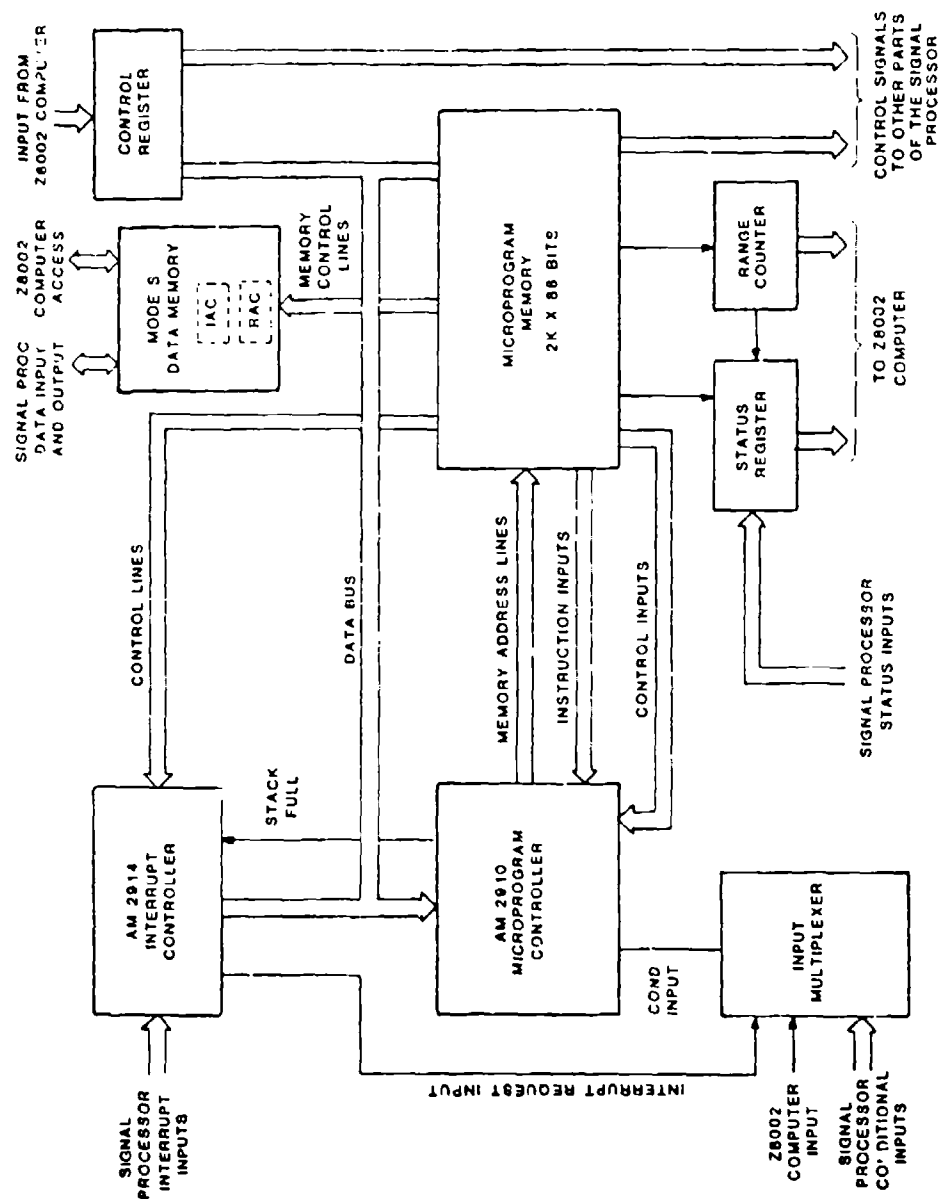 SIGNAL
PROCESSOR
INTERRUPT
INPUTS
AM 2914
INTERRUPT
CONTROLLER
CONTROL LINES
SIGNAL PROC
DATA INPUT
AND OUTPUT
Z8002
COMPUTER
ACCESS
INPUT FROM
Z8002
MODE S
DATA MEMORY
IAC
RAC
CONTROL
REGISTER
STACK
FULL
DATA BUS
MEMORY
CONTROL
LINES
INTERRUPT REQUEST INPUT
AM 2910
MICROPROGRAM
CONTROLLER
MEMORY ADDRESS LINES
INSTRUCTION INPUTS
CONTROL INPUTS
MICROPROGRAM
MEMORY
2K X 88 BITS
COND
INPUT
Z8002
COMPUTER
INPUT
SIGNAL
PROCESSOR
CO' DITIONAL
INPUTS
INPUT
MULTIPLEXER
SIGNAL PROCESSOR
STATUS INPUTS
STATUS
REGISTER
RANGE
COUNTER
TO Z8002
COMPUTER
CONTROL SIGNALS
TO OTHER PARTS
OF THE SIGNAL
PROCESSOR